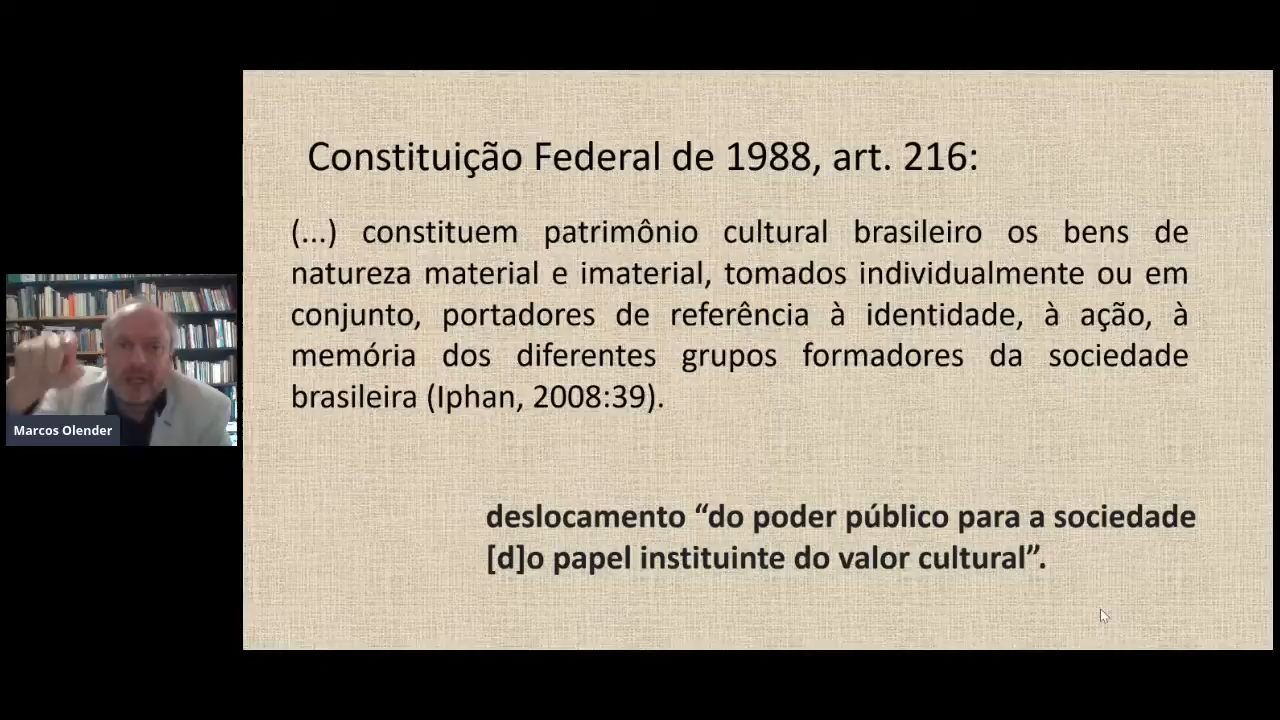 Constituição Federal de 1988, art. 216:
(...) constituem patrimônio cultural brasileiro os bens de
natureza material e imaterial, tomados individualmente ou em
conjunto, portadores de referência à identidade, à ação, à
memória dos diferentes grupos formadores da sociedade
brasileira (Iphan, 2008:39).
Marcos Olender
deslocamento “do poder público para a sociedade
[d]o papel instituinte do valor cultural”.